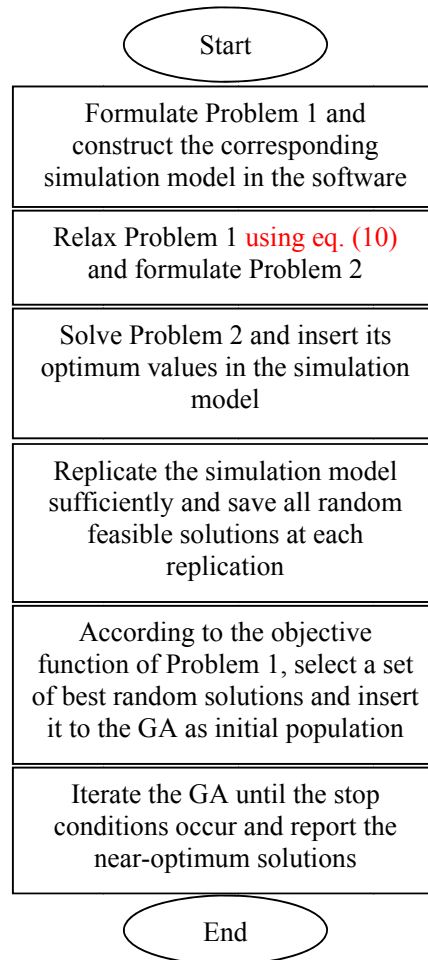 Start
Formulate Problem 1 and
construct the corresponding
simulation model in the software
Relax Problem 1 using eq. (10)
and formulate Problem 2
Solve Problem 2 and insert its
optimum values in the simulation
model
Replicate the simulation model
sufficiently and save all random
feasible solutions at each
replication
According to the objective
function of Problem 1, select a set
of best random solutions and insert
it to the GA as initial population
Iterate the GA until the stop
conditions occur and report the
near-optimum solutions
End